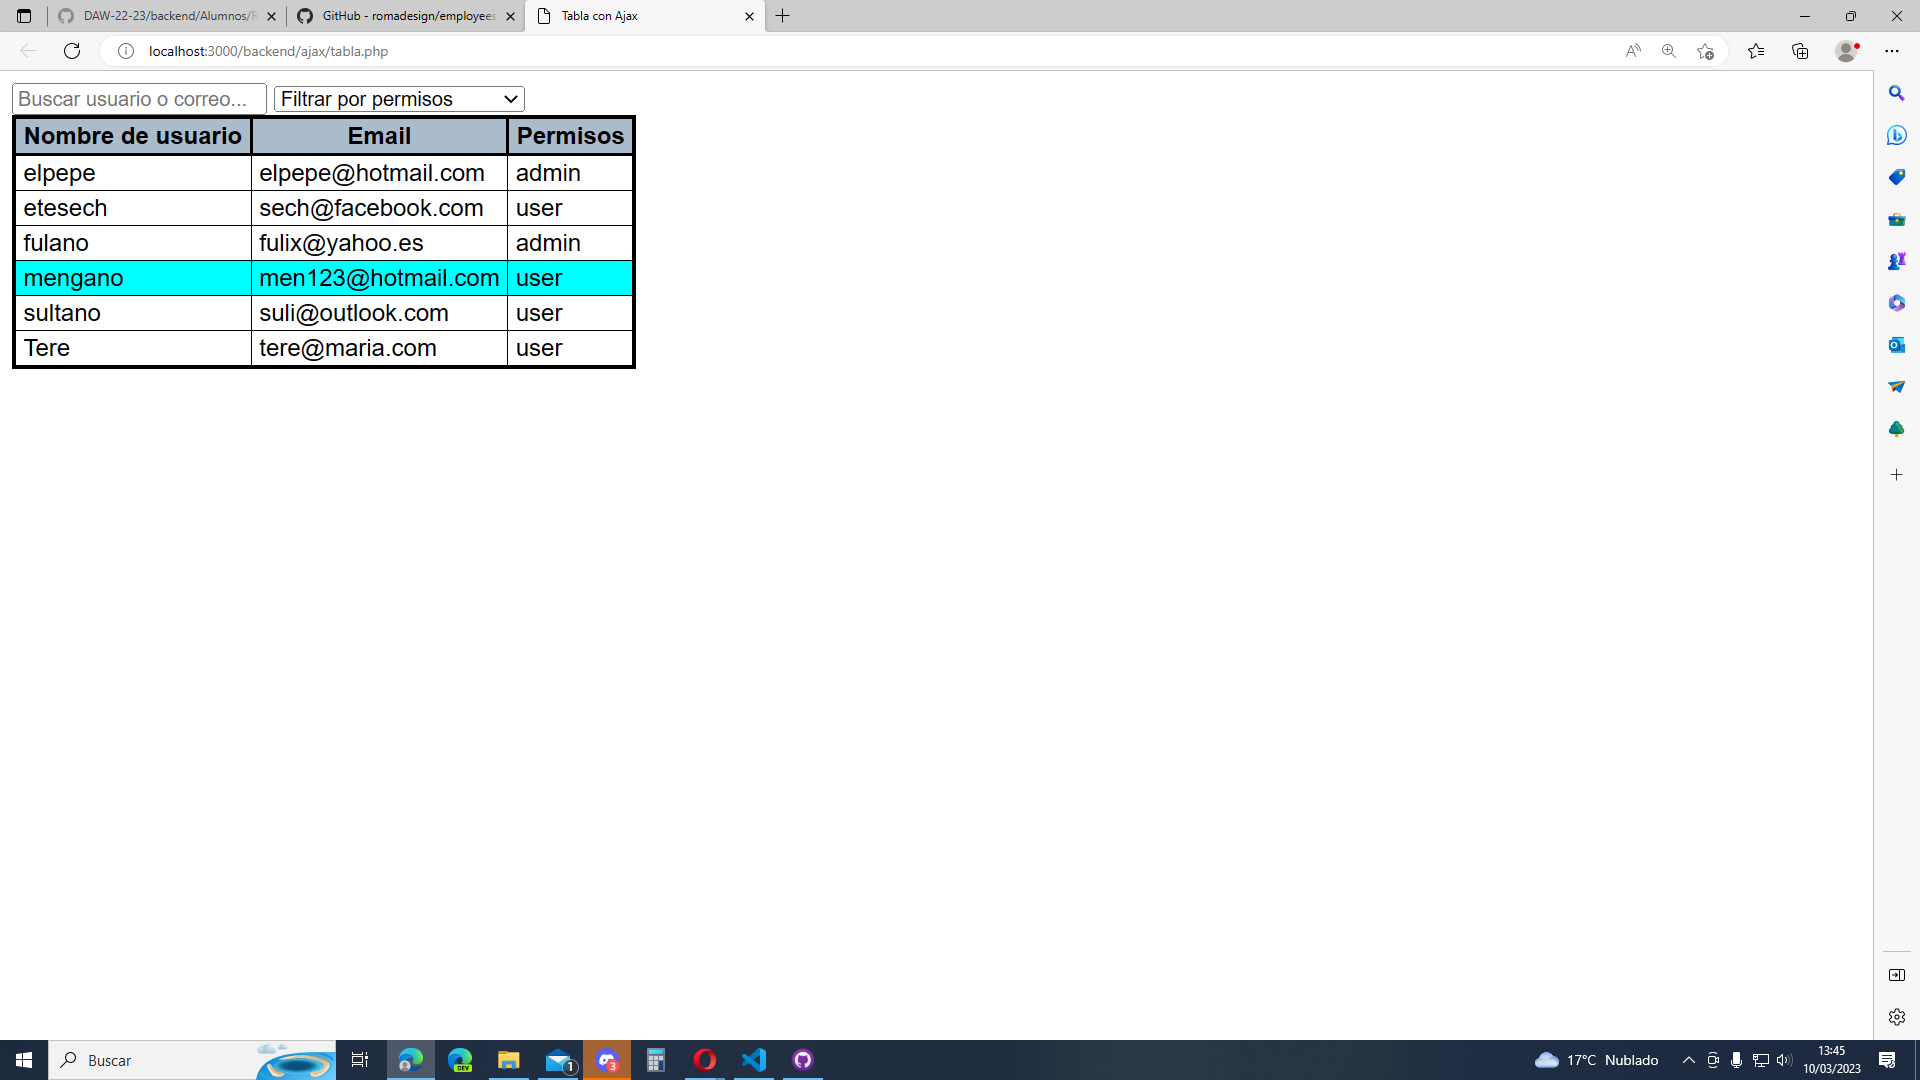 DAW-22-23/backend/Alumnos/R
GitHub - romadesign/employees
Tabla con Ajax
localhost:3000/backend/ajax/tabla.php
Buscar usuario o correo... Filtrar por permisos
Nombre de usuario Email Permisos
elpepe elpepe@hotmail.com admin
etesech sech@facebook.com user
fulano fulix@yahoo.es admin
mengano men123@hotmail.com user
sultano suli@outlook.com user
Tere tere@maria.com user
Buscar
DEV
1
3
17°C Nublado
13:45
10/03/2023